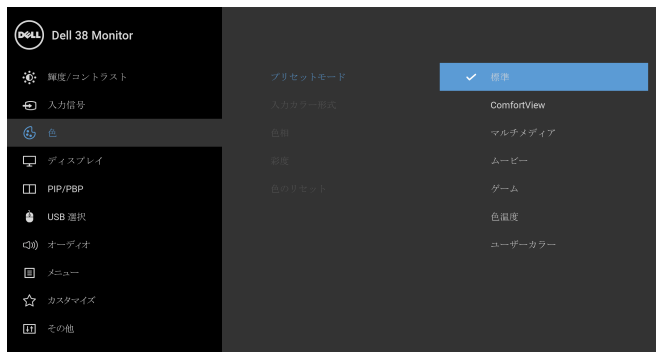 DELL Dell 38 Monitor
輝度/コントラスト
入力信号
色
ディスプレイ
PIP/PBP
USB 選択
オーディオ
メニュー
カスタマイズ
その他
プリセットモード
入力カラー形式
色相
彩度
色のリセット
標準
ComfortView
マルチメディア
ムービー
ゲーム
色温度
ユーザーカラー